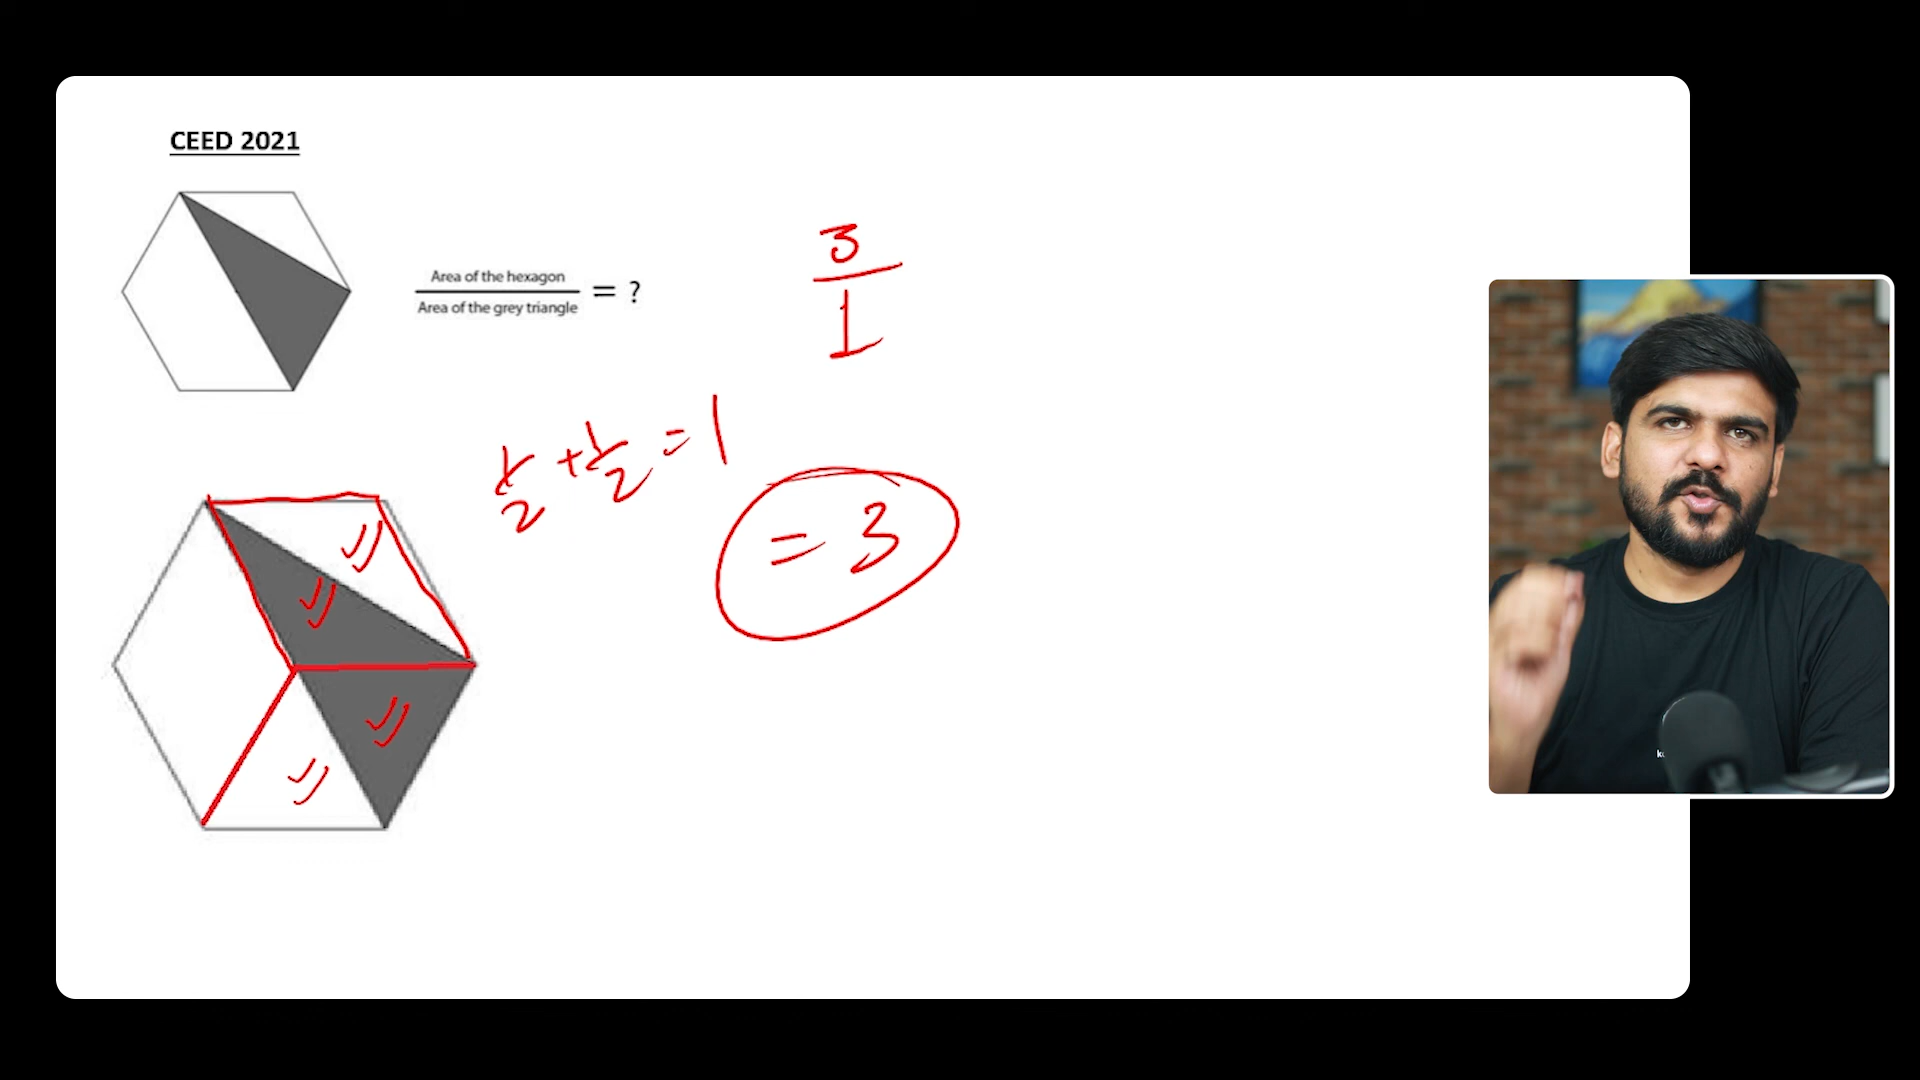 CEED 2021
Area of the hexagon
Area of the grey triangle
= ?
3
1
1/2 + 1/2 = 1
= 3